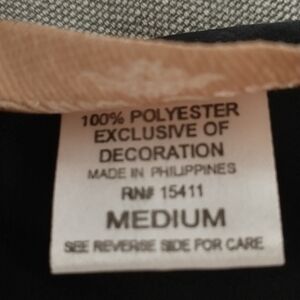 100% POLYESTER
EXCLUSIVE OF
DECORATION
MADE IN PHILIPPINES
RN# 15411
MEDIUM
SEE REVERSE SIDE FOR CARE